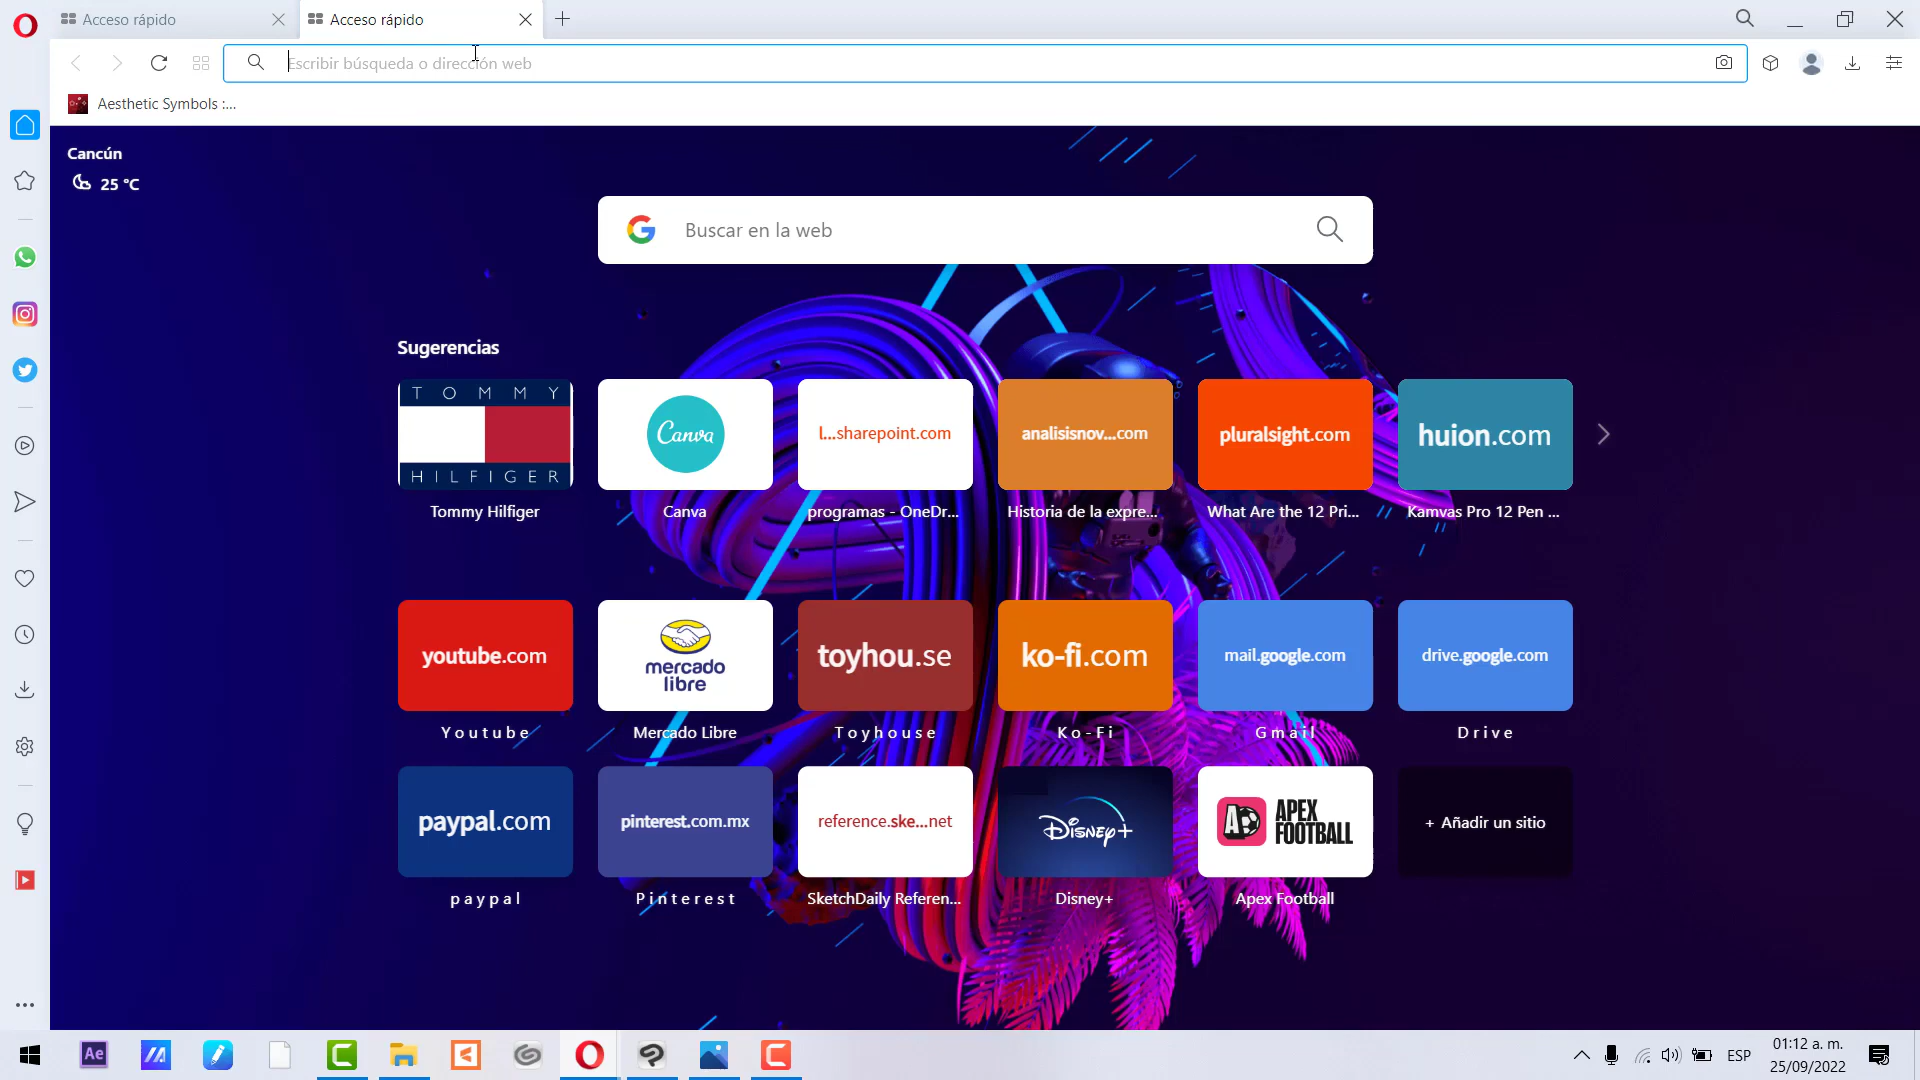 Acceso rápido
Acceso rápido
Escribir búsqueda o dirección web
Aesthetic Symbols :...
Cancún
25 °C
Buscar en la web
Sugerencias
TOMMY
HILFIGER
Canva
l...sharepoint.com
analisisnov...com
pluralsight.com
huion.com
Tommy Hilfiger
Canva
programas - OneDr...
Historia de la expre...
What Are the 12 Pri...
Kamvas Pro 12 Pen ...
youtube.com
mercado
libre
toyhou.se
ko-fi.com
mail.google.com
drive.google.com
Youtube
Mercado Libre
Toyhouse
Ko-Fi
Gmail
Drive
paypal.com
pinterest.com.mx
reference.ske...net
Disney+
APEX
FOOTBALL
+ Añadir un sitio
paypal
Pinterest
SketchDaily Referen...
Disney+
Apex Football
Ae
ESP
01:12 a. m.
25/09/2022